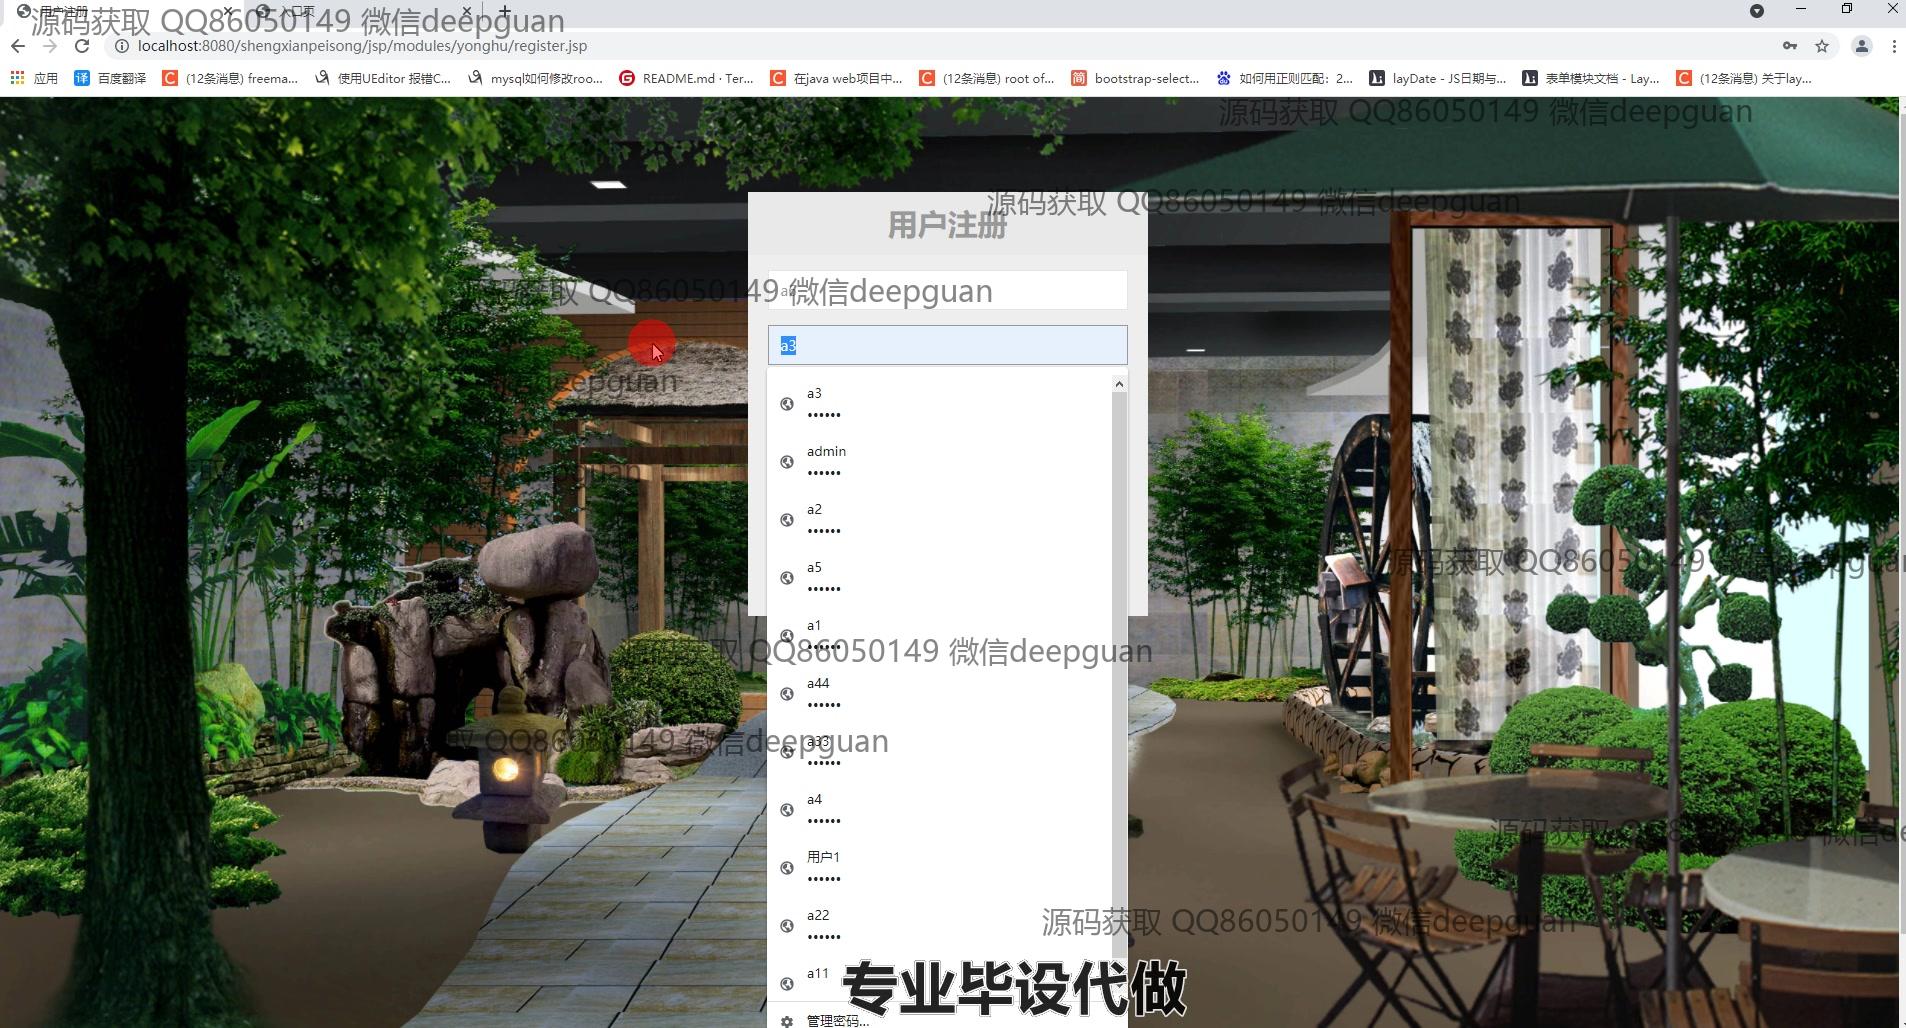 用户注册
入口页
源码获取 QQ86050149 微信deepguan
localhost:8080/shengxianpeisong/jsp/modules/yonghu/register.jsp
应用
百度翻译
(12条消息) freema...
使用UEditor 报错C...
mysql如何修改roo...
README.md · Ter...
在java web项目中...
(12条消息) root of...
bootstrap-select...
如何用正则匹配：2...
layDate - JS日期与...
表单模块文档 - Lay...
(12条消息) 关于lay...
源码获取 QQ86050149 微信deepguan
源码获取 QQ86050149 微信deepguan
用户注册
获取 QQ86050149 微信deepguan
a3
deepguan
a3
••••••
admin
••••••
a2
••••••
a5
••••••
源码获取 QQ86050149 微信deepguan
a1
••••••
源码获取 QQ86050149 微信deepguan
a44
••••••
a33
••••••
取 QQ86050149 微信deepguan
a4
••••••
源码获取
用户1
••••••
a22
••••••
源码获取 QQ86050149 微信deepguan
a11
专业毕设代做
管理密码...